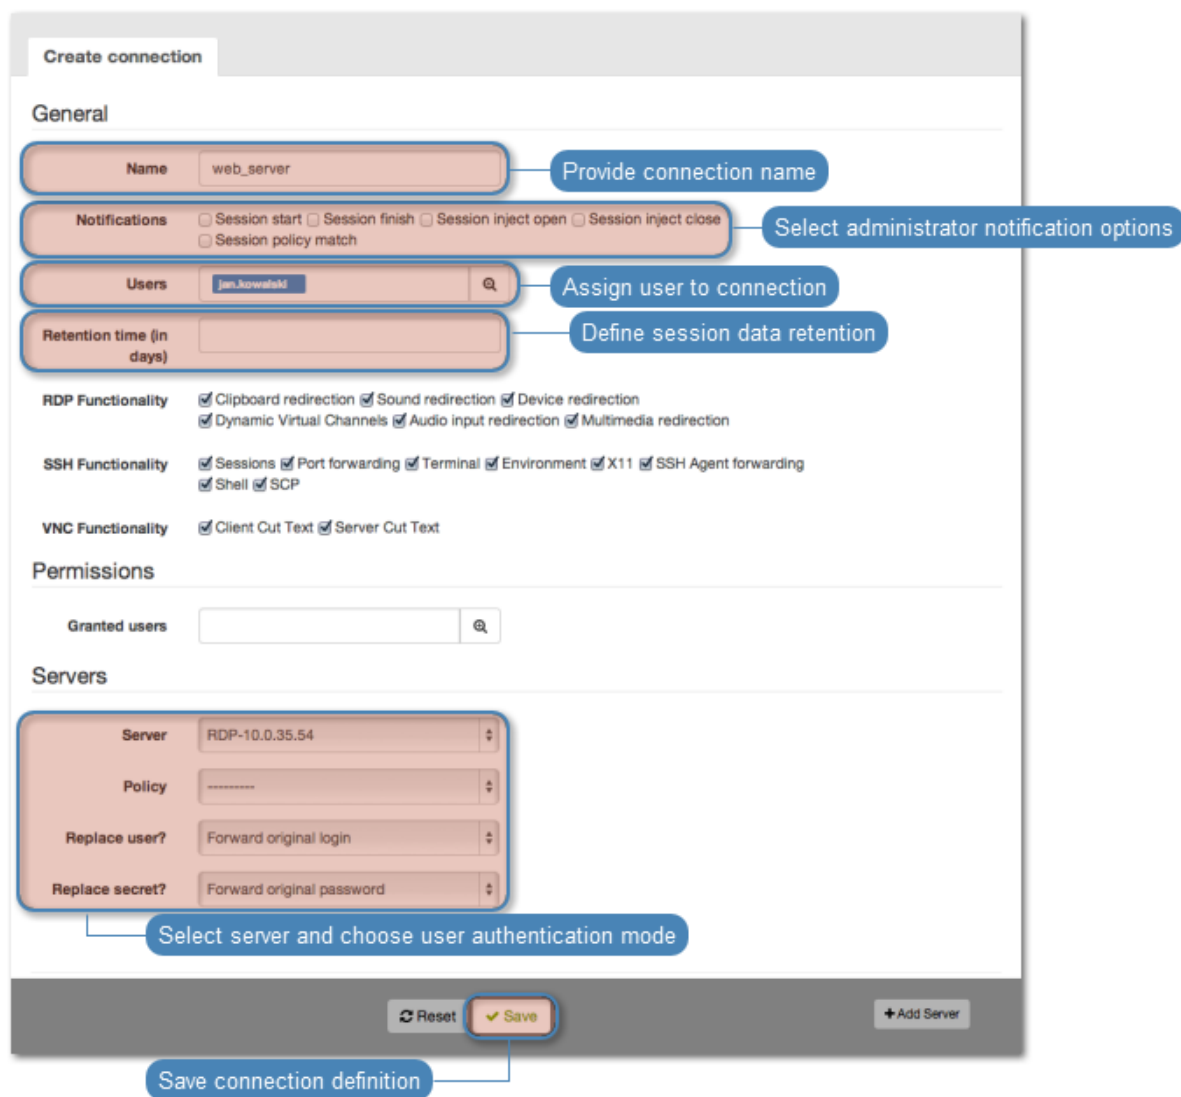 Create connection
General
Name web_server Provide connection name
Notifications Session start Session finish Session inject open Session inject close Select administrator notification options
Session policy match
Users jan.kowalski Assign user to connection
Retention time (in Define session data retention
days)
RDP Functionality Clipboard redirection Sound redirection Device redirection
Dynamic Virtual Channels Audio input redirection Multimedia redirection
SSH Functionality Sessions Port forwarding Terminal Environment X11 SSH Agent forwarding
Shell SCP
VNC Functionality Client Cut Text Server Cut Text
Permissions
Granted users
Servers
Server RDP-10.0.35.54
Policy ---------
Replace user? Forward original login
Replace secret? Forward original password
Select server and choose user authentication mode
Reset Save +Add Server
Save connection definition